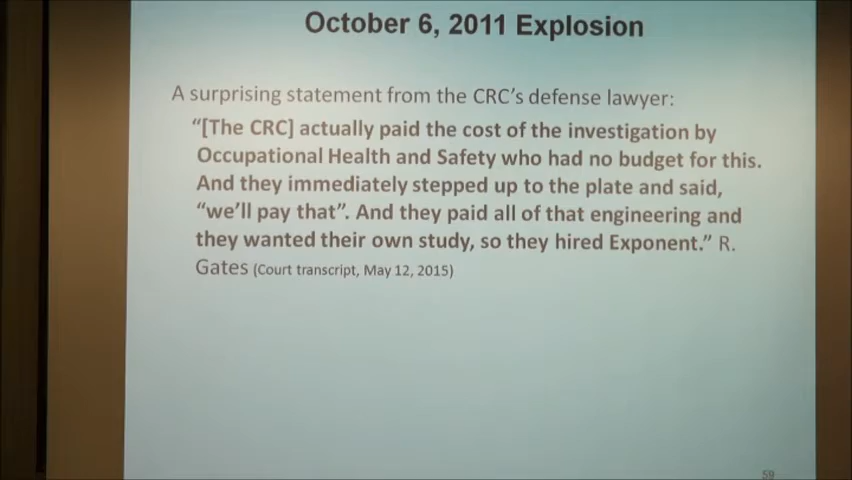 October 6, 2011 Explosion
A surprising statement from the CRC's defense lawyer:
“[The CRC] actually paid the cost of the investigation by
Occupational Health and Safety who had no budget for this.
And they immediately stepped up to the plate and said,
“we'll pay that”. And they paid all of that engineering and
they wanted their own study, so they hired Exponent.” R.
Gates (Court transcript, May 12, 2015)
59